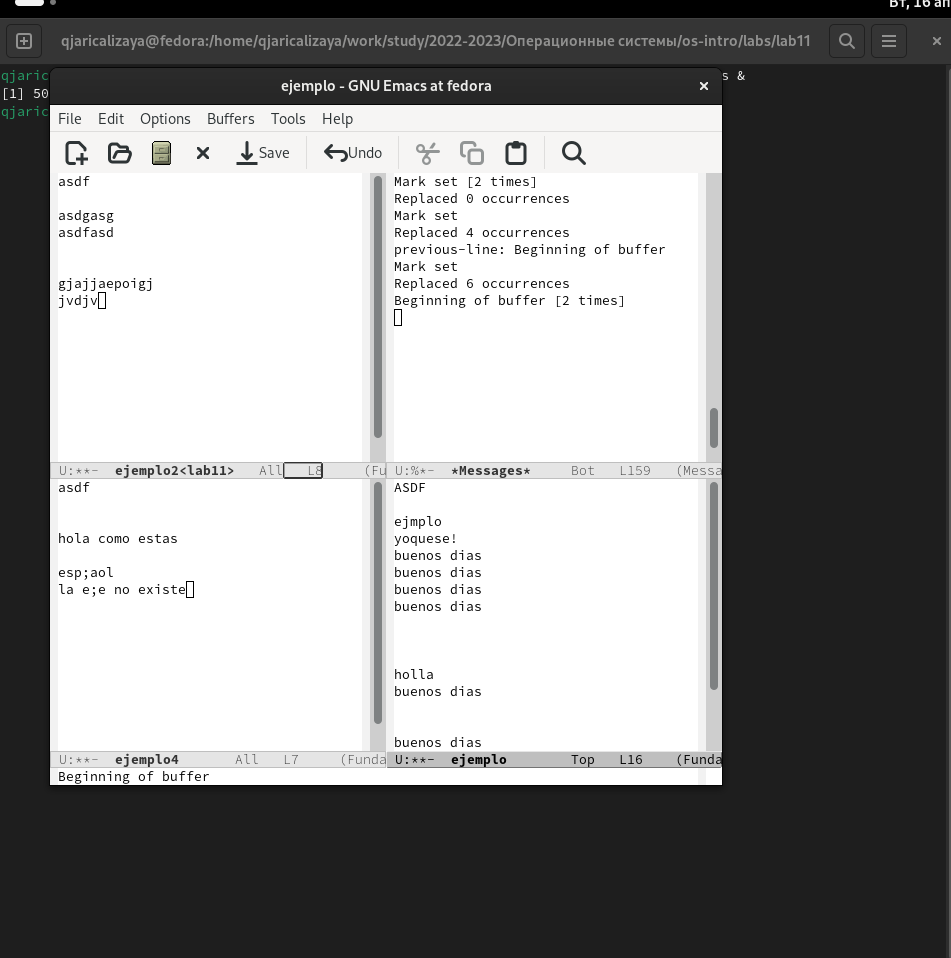 Вт, 16 ап
qjaricalizaya@fedora:/home/qjaricalizaya/work/study/2022-2023/Операционные системы/os-intro/labs/lab11
qjaric
s &
[1] 50
qjaric
ejemplo - GNU Emacs at fedora
File Edit Options Buffers Tools Help
Save
Undo
asdf
asdgasg
asdfasd
gjajjaepoigj
jvdjv
U:**- ejemplo2<lab11> All L8 (Fu
Mark set [2 times]
Replaced 0 occurrences
Mark set
Replaced 4 occurrences
previous-line: Beginning of buffer
Mark set
Replaced 6 occurrences
Beginning of buffer [2 times]
U:%*- *Messages* Bot L159 (Messa
asdf
hola como estas
esp;aol
la e;e no existe
U:**- ejemplo4 All L7 (Funda
ASDF
ejmplo
yoquese!
buenos dias
buenos dias
buenos dias
buenos dias
holla
buenos dias
buenos dias
U:**- ejemplo Top L16 (Funda
Beginning of buffer